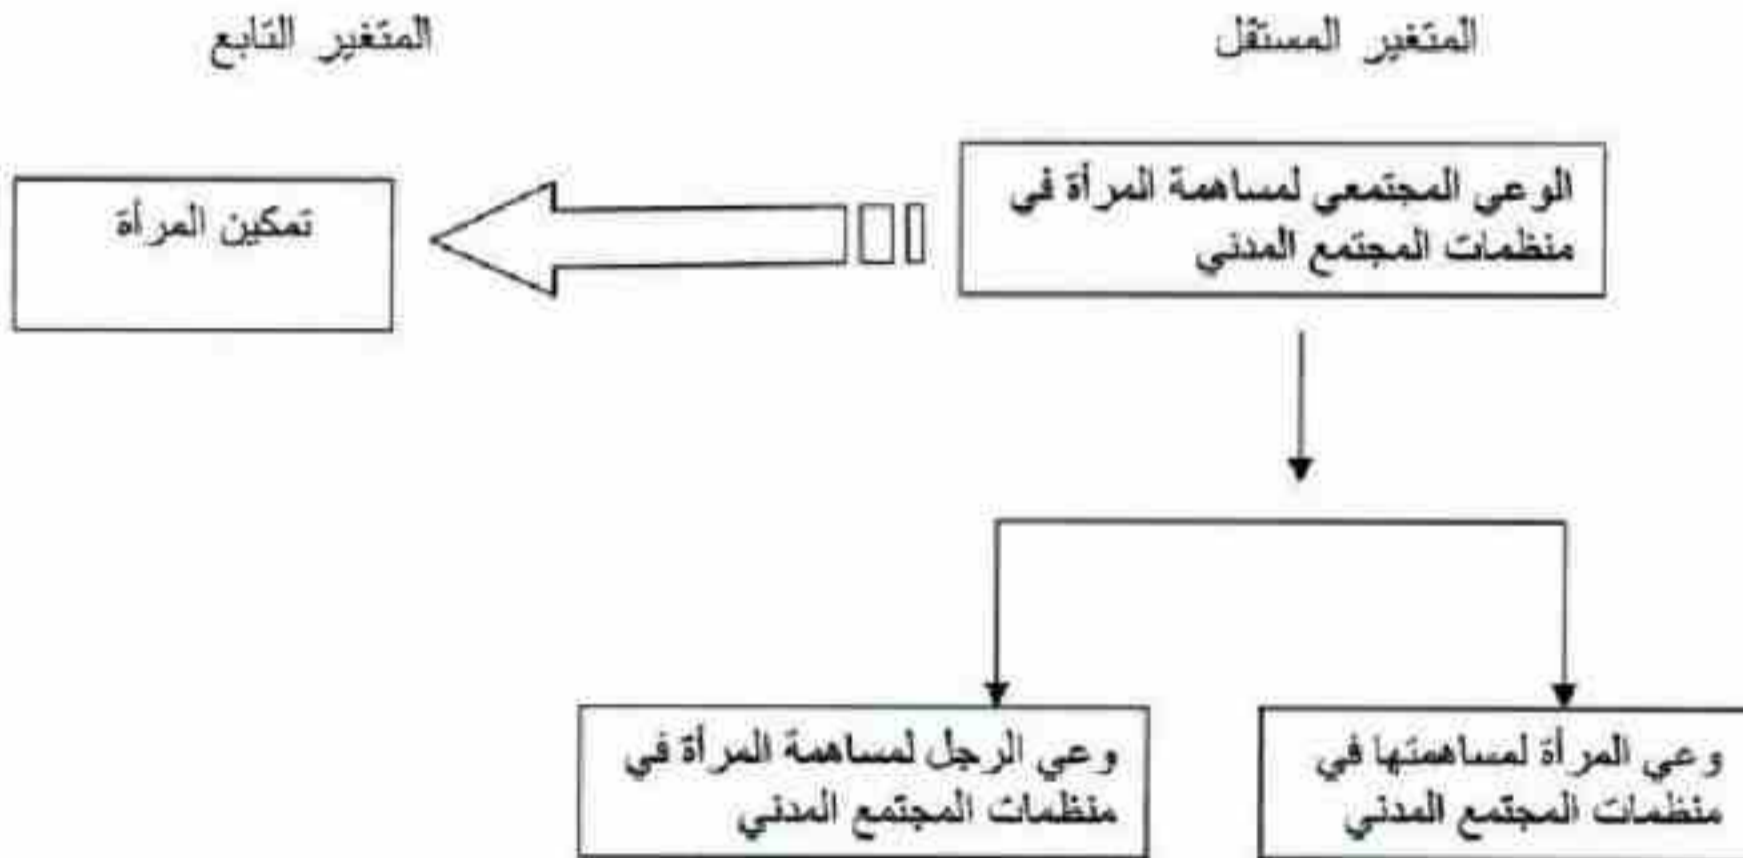 المتغير المستقل
المتغير التابع
الوعي المجتمعي لمساهمة المرأة في
منظمات المجتمع المدني
تمكين المرأة
وعي المرأة لمساهمتها في
منظمات المجتمع المدني
وعي الرجل لمساهمة المرأة في
منظمات المجتمع المدني